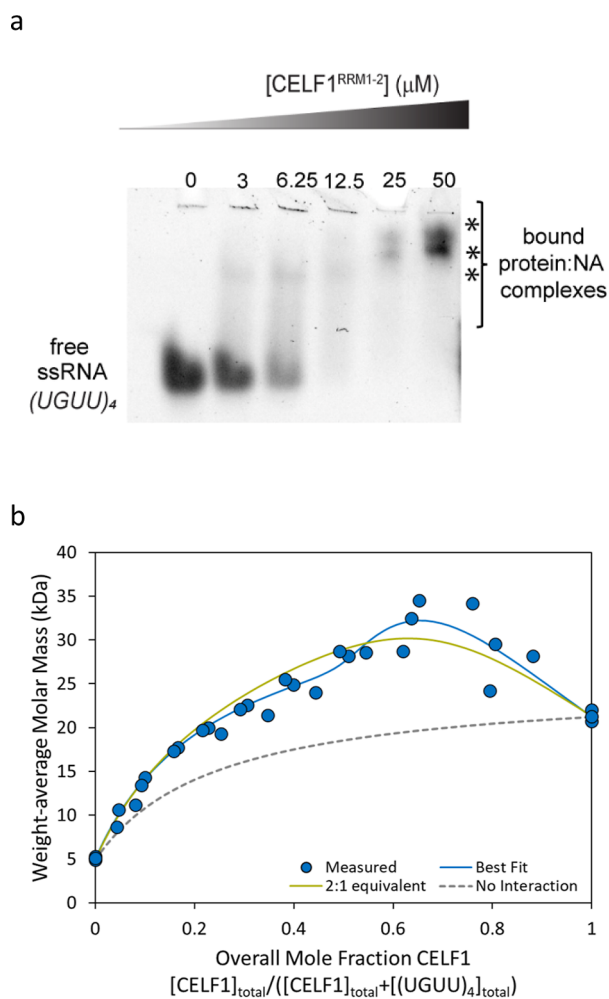 a
[CELF1RRM1-2] (μM)
0 3 6.25 12.5 25 50
*
*
*
bound
protein:NA
complexes
free
ssRNA
(UGUU)4
b
Weight-average Molar Mass (kDa)
40
35
30
25
20
15
10
5
0
Measured
Best Fit
2:1 equivalent
No Interaction
0 0.2 0.4 0.6 0.8 1
Overall Mole Fraction CELF1
[CELF1]total/([CELF1]total+[(UGUU)4]total)